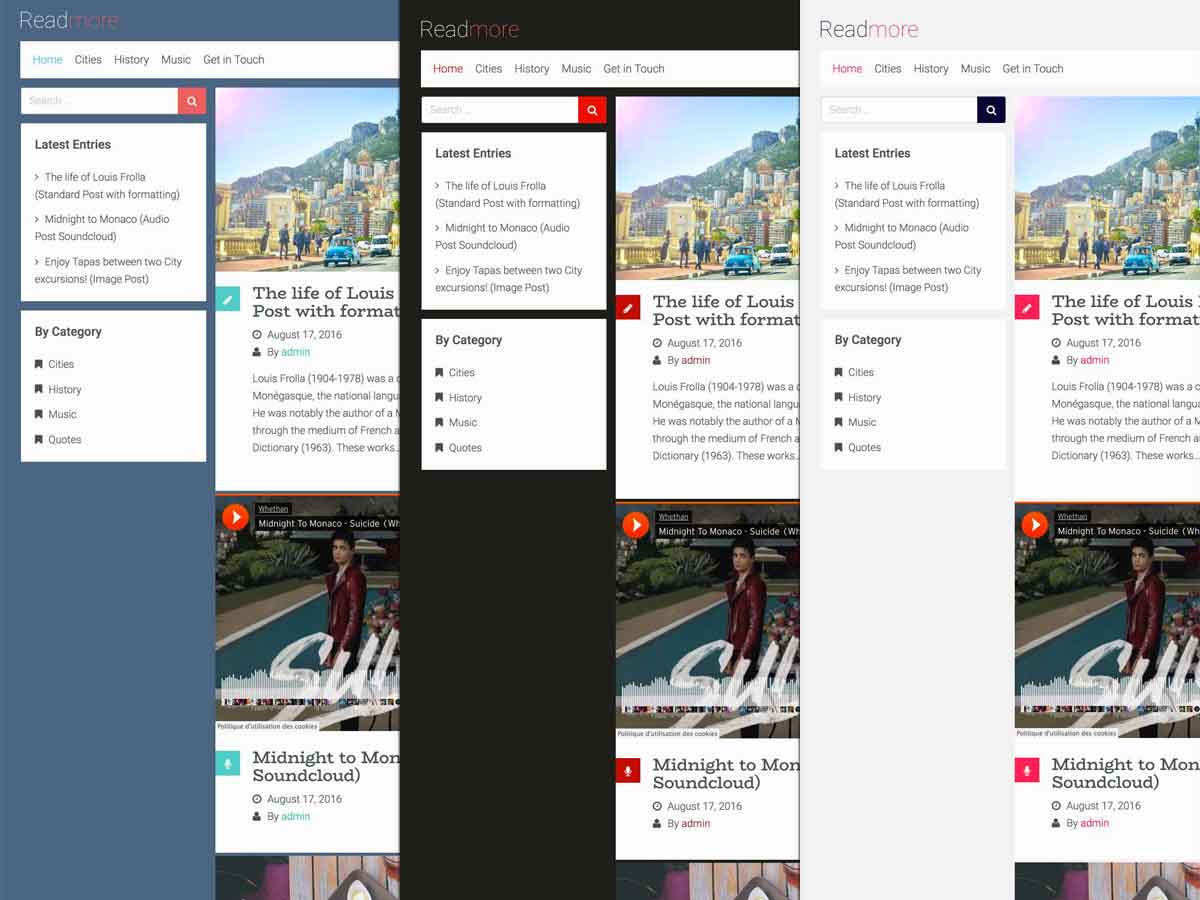 Readmore
Home Cities History Music Get in Touch
Search ...
Latest Entries
The life of Louis Frolla
(Standard Post with formatting)
Midnight to Monaco (Audio
Post Soundcloud)
Enjoy Tapas between two City
excursions! (Image Post)
By Category
Cities
History
Music
Quotes
The life of Louis
Post with format
August 17, 2016
By admin
Louis Frolla (1904-1978) was a
Monégasque, the national langu
He was notably the author of a
through the medium of French a
Dictionary (1963). These works..
Whethan
Midnight To Monaco - Suicide (Wh
Politique d'utilisation des cookies
Midnight to Mon
Soundcloud)
August 17, 2016
By admin
Readmore
Home Cities History Music Get in Touch
Search ...
Latest Entries
The life of Louis Frolla
(Standard Post with formatting)
Midnight to Monaco (Audio
Post Soundcloud)
Enjoy Tapas between two City
excursions! (Image Post)
By Category
Cities
History
Music
Quotes
The life of Louis
Post with format
August 17, 2016
By admin
Louis Frolla (1904-1978) was a
Monégasque, the national langu
He was notably the author of a M
through the medium of French a
Dictionary (1963). These works..
Whethan
Midnight To Monaco - Suicide (Wh
Politique d'utilisation des cookies
Midnight to Mon
Soundcloud)
August 17, 2016
By admin
Readmore
Home Cities History Music Get in Touch
Search ...
Latest Entries
The life of Louis Frolla
(Standard Post with formatting)
Midnight to Monaco (Audio
Post Soundcloud)
Enjoy Tapas between two City
excursions! (Image Post)
By Category
Cities
History
Music
Quotes
The life of Louis
Post with format
August 17, 2016
By admin
Louis Frolla (1904-1978) was a
Monégasque, the national langu
He was notably the author of a M
through the medium of French a
Dictionary (1963). These works..
Whethan
Midnight To Monaco - Suicide (Wh
Politique d'utilisation des cookies
Midnight to Mon
Soundcloud)
August 17, 2016
By admin